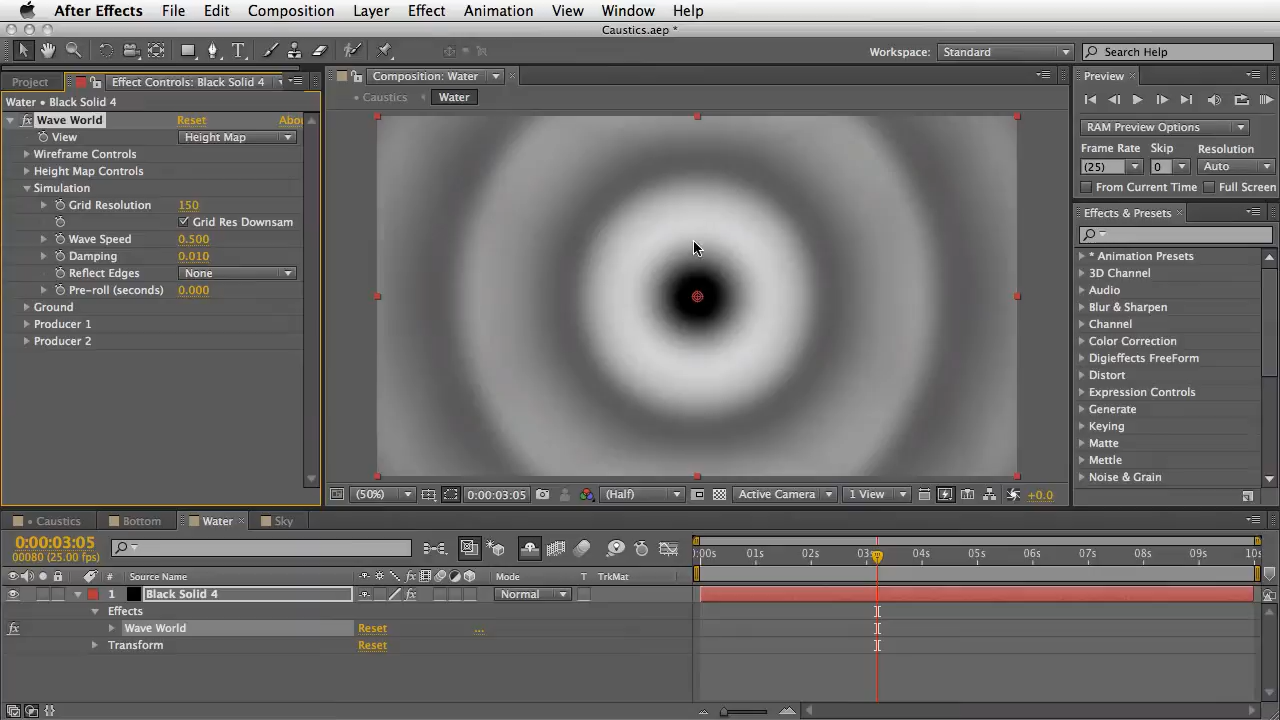 After Effects File Edit Composition Layer Effect Animation View Window Help
Caustics.aep *
Workspace: Standard Search Help
Project Effect Controls: Black Solid 4
Composition: Water
Preview
Water • Black Solid 4
Caustics Water
Wave World Reset Abou
View Height Map
Wireframe Controls
Height Map Controls
Simulation
Grid Resolution 150
Grid Res Downsam
Wave Speed 0.500
Damping 0.010
Reflect Edges None
Pre-roll (seconds) 0.000
Ground
Producer 1
Producer 2
RAM Preview Options
Frame Rate Skip Resolution
(25) 0 Auto
From Current Time Full Screen
Effects & Presets
* Animation Presets
3D Channel
Audio
Blur & Sharpen
Channel
Color Correction
Digieffects FreeForm
Distort
Expression Controls
Generate
Keying
Matte
Mettle
Noise & Grain
(50%) 0:00:03:05 (Half) Active Camera 1 View +0.0
Caustics Bottom Water Sky
0:00:03:05
00080 (25.00 fps)
):00s 01s 02s 03s 04s 05s 06s 07s 08s 09s 10s
# Source Name Mode T TrkMat
1 Black Solid 4 Normal
Effects
Wave World Reset ...
Transform Reset